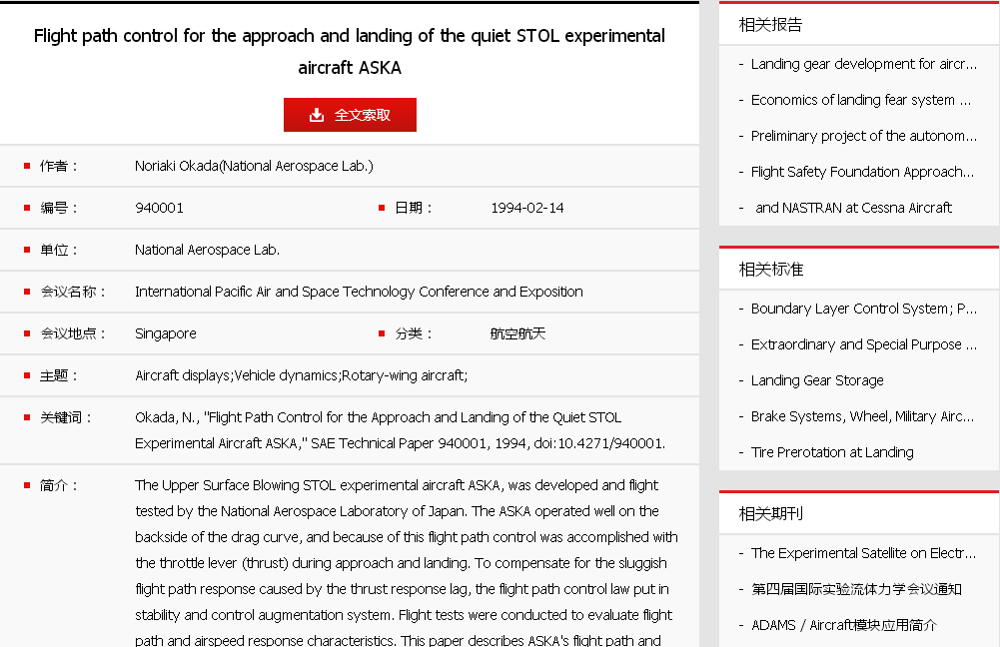 Flight path control for the approach and landing of the quiet STOL experimental
aircraft ASKA
全文索取
作者： Noriaki Okada(National Aerospace Lab.)
编号： 940001 日期： 1994-02-14
单位： National Aerospace Lab.
会议名称： International Pacific Air and Space Technology Conference and Exposition
会议地点： Singapore 分类： 航空航天
主题： Aircraft displays;Vehicle dynamics;Rotary-wing aircraft;
关键词： Okada, N., "Flight Path Control for the Approach and Landing of the Quiet STOL
Experimental Aircraft ASKA," SAE Technical Paper 940001, 1994, doi:10.4271/940001.
简介： The Upper Surface Blowing STOL experimental aircraft ASKA, was developed and flight
tested by the National Aerospace Laboratory of Japan. The ASKA operated well on the
backside of the drag curve, and because of this flight path control was accomplished with
the throttle lever (thrust) during approach and landing. To compensate for the sluggish
flight path response caused by the thrust response lag, the flight path control law put in
stability and control augmentation system. Flight tests were conducted to evaluate flight
path and airspeed response characteristics. This paper describes ASKA's flight path and
相关报告
- Landing gear development for aircr...
- Economics of landing fear system ...
- Preliminary project of the autonom...
- Flight Safety Foundation Approach...
- and NASTRAN at Cessna Aircraft
相关标准
- Boundary Layer Control System; P...
- Extraordinary and Special Purpose ...
- Landing Gear Storage
- Brake Systems, Wheel, Military Airc...
- Tire Prerotation at Landing
相关期刊
- The Experimental Satellite on Electr...
- 第四届国际实验流体力学会议通知
- ADAMS / Aircraft模块应用简介